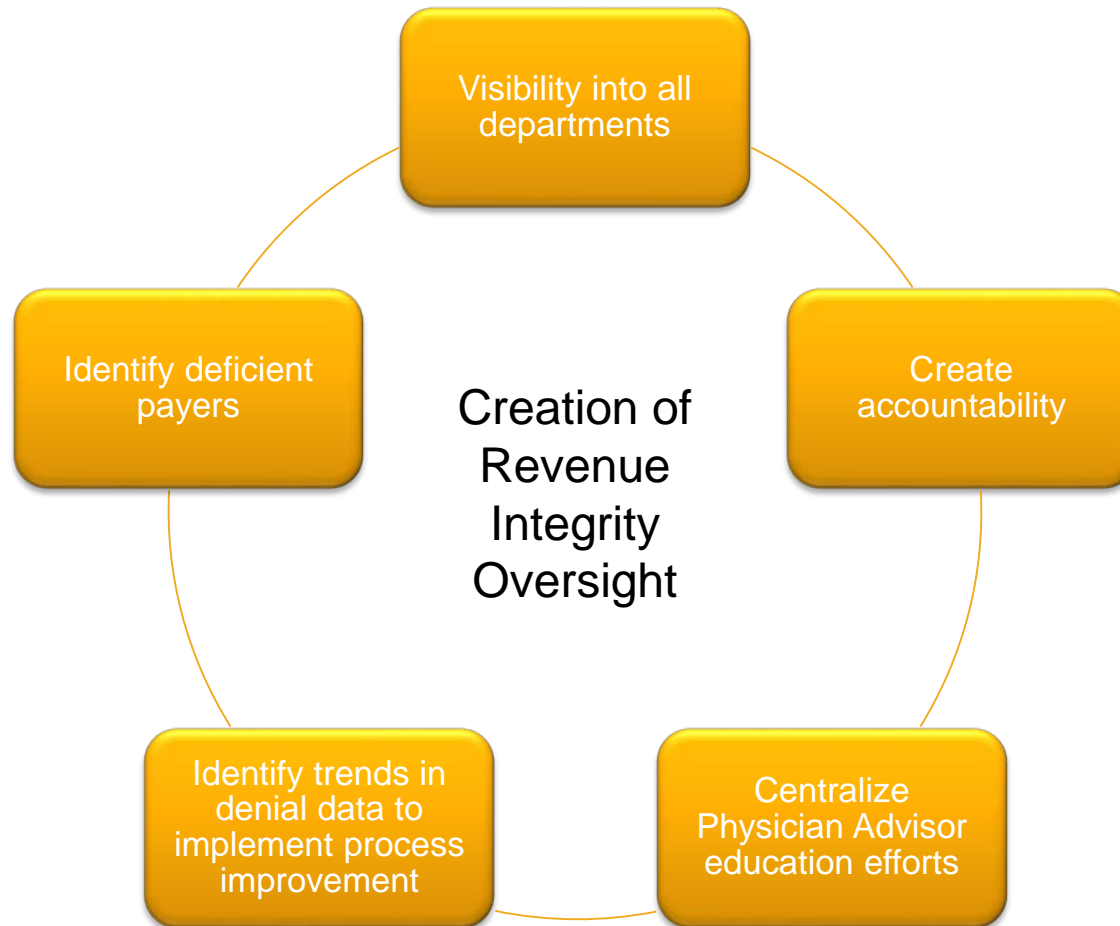 Visibility into all
departments
Create
accountability
Centralize
Physician Advisor
education efforts
Identify trends in
denial data to
implement process
improvement
Identify deficient
payers
Creation of
Revenue
Integrity
Oversight